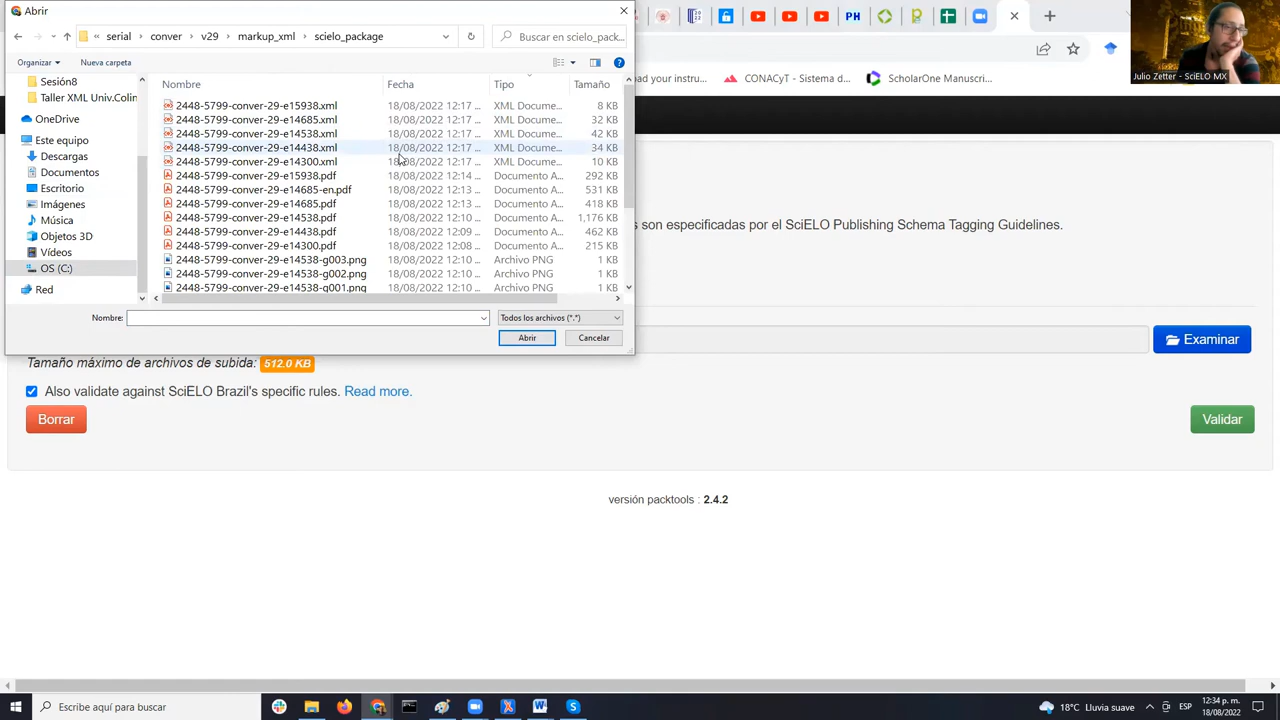 Abrir
serial > conver > v29 > markup_xml > scielo_package
Buscar en scielo_pack...
Organizar
Nueva carpeta
Sesión8
Taller XML Univ.Colin
OneDrive
Este equipo
Descargas
Documentos
Escritorio
Imágenes
Música
Objetos 3D
Vídeos
OS (C:)
Red
Nombre Fecha Tipo Tamaño
2448-5799-conver-29-e15938.xml 18/08/2022 12:17 ... XML Docume... 8 KB
2448-5799-conver-29-e14685.xml 18/08/2022 12:17 ... XML Docume... 32 KB
2448-5799-conver-29-e14538.xml 18/08/2022 12:17 ... XML Docume... 42 KB
2448-5799-conver-29-e14438.xml 18/08/2022 12:17 ... XML Docume... 34 KB
2448-5799-conver-29-e14300.xml 18/08/2022 12:17 ... XML Docume... 10 KB
2448-5799-conver-29-e15938.pdf 18/08/2022 12:14 ... Documento A... 292 KB
2448-5799-conver-29-e14685-en.pdf 18/08/2022 12:13 ... Documento A... 531 KB
2448-5799-conver-29-e14685.pdf 18/08/2022 12:13 ... Documento A... 418 KB
2448-5799-conver-29-e14538.pdf 18/08/2022 12:10 ... Documento A... 1,176 KB
2448-5799-conver-29-e14438.pdf 18/08/2022 12:09 ... Documento A... 462 KB
2448-5799-conver-29-e14300.pdf 18/08/2022 12:08 ... Documento A... 215 KB
2448-5799-conver-29-e14538-g003.png 18/08/2022 12:10 ... Archivo PNG 1 KB
2448-5799-conver-29-e14538-g002.png 18/08/2022 12:10 ... Archivo PNG 1 KB
2448-5799-conver-29-e14538-g001.png 18/08/2022 12:10 ... Archivo PNG 1 KB
Nombre:
Todos los archivos (*.*)
Abrir
Cancelar
2022
PH
Julio Zetter - SciELO MX
ad your instru...
CONACyT - Sistema d...
ScholarOne Manuscri...
s son especificadas por el SciELO Publishing Schema Tagging Guidelines.
Examinar
Tamaño máximo de archivos de subida: 512.0 KB
Also validate against SciELO Brazil's specific rules. Read more.
Borrar
Validar
versión packtools : 2.4.2
Escribe aquí para buscar
18°C Lluvia suave
ESP
12:34 p. m.
18/08/2022